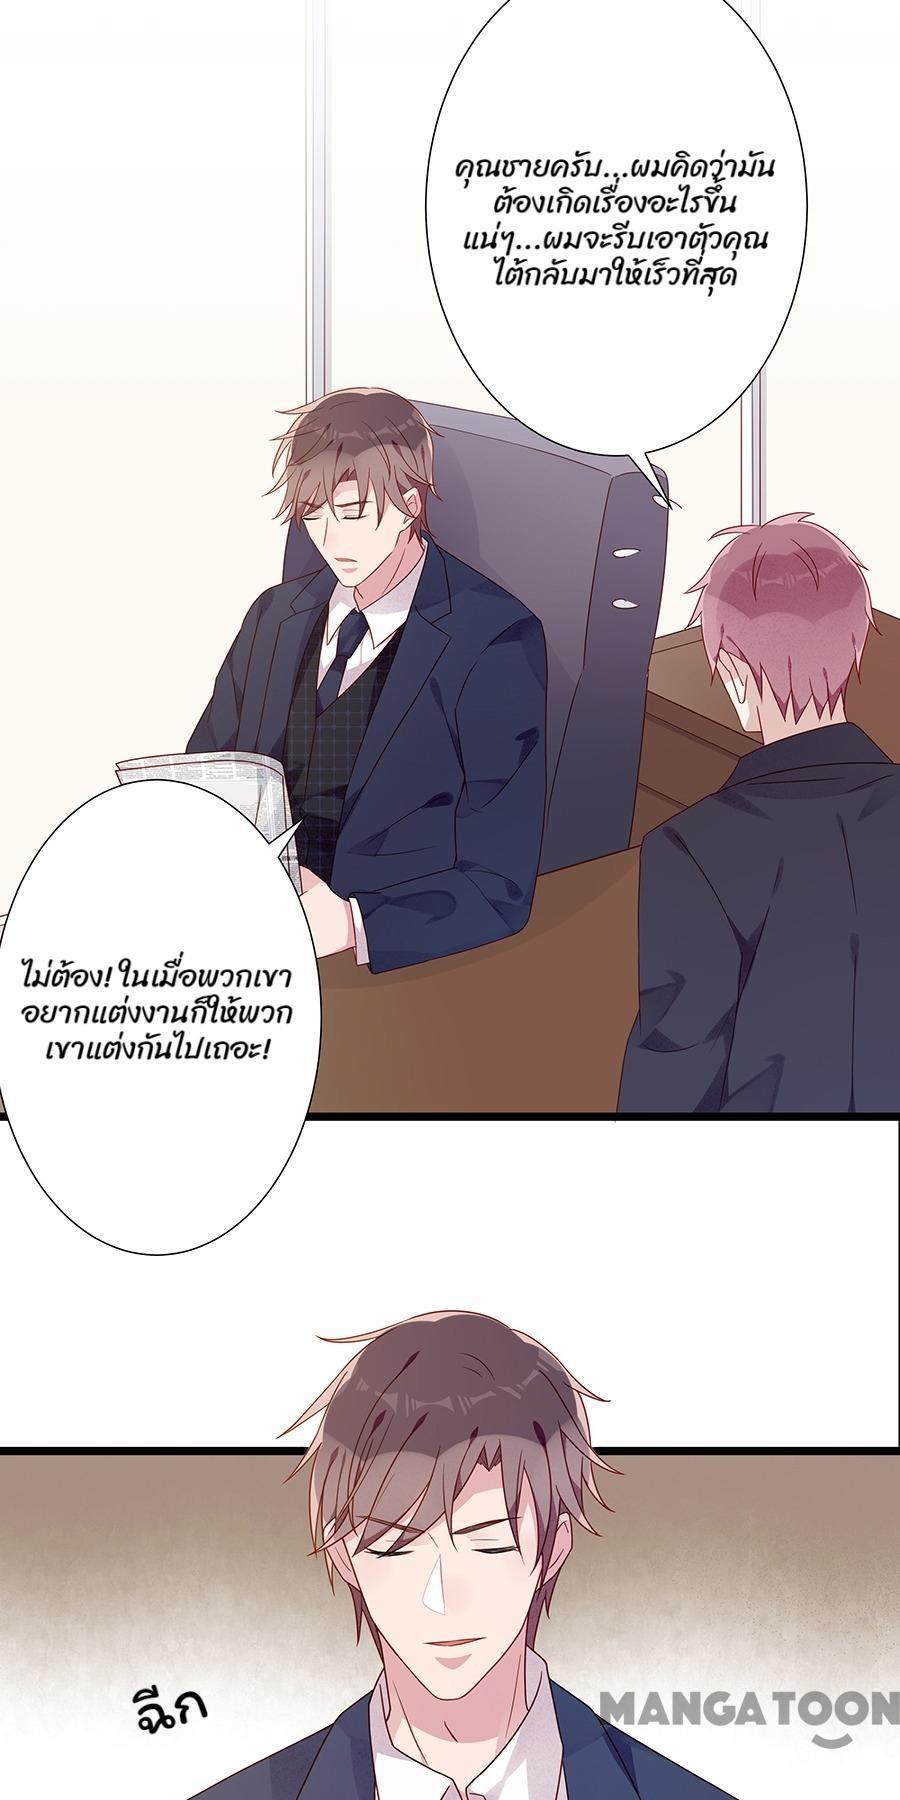 คุณชายครับ...ผมคิดว่ามัน
ต้องเกิดเรื่องอะไรขึ้น
แน่ๆ...ผมจะรีบเอาตัวคุณ
ไต้กลับมาให้เร็วที่สุด
ไม่ต้อง! ในเมื่อพวกเขา
อยากแต่งงานก็ให้พวก
เขาแต่งกันไปเถอะ!
ฉีก
MANGA TOON